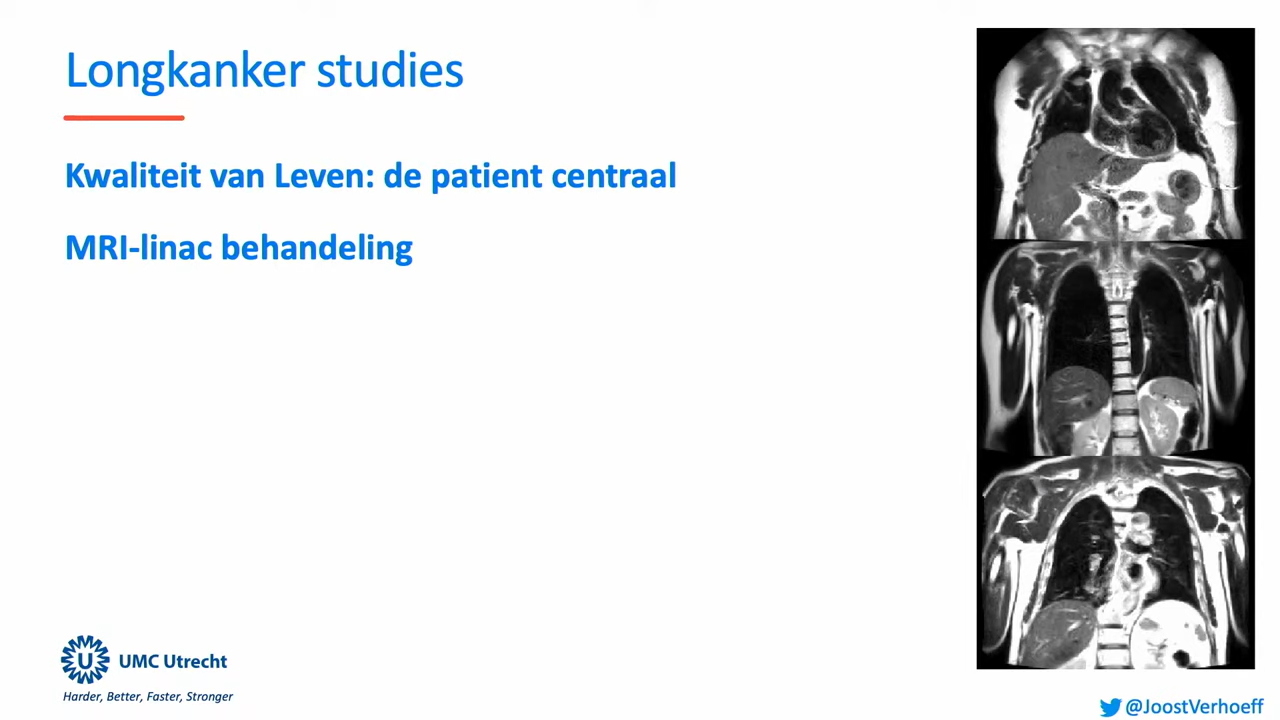 Longkanker studies
Kwaliteit van Leven: de patient centraal
MRI-linac behandeling
U UMC Utrecht
Harder, Better, Faster, Stronger
@JoostVerhoeff